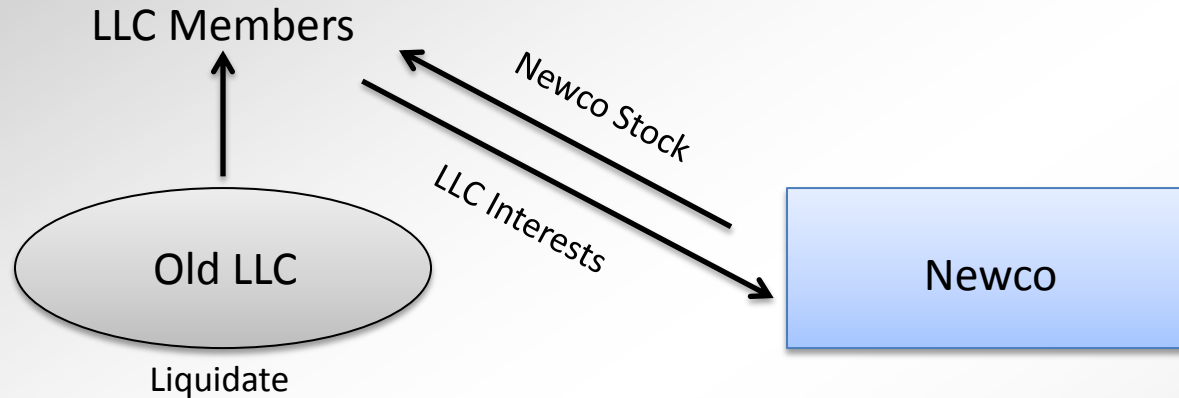 LLC Members
Newco Stock
LLC Interests
Old LLC
Newco
Liquidate